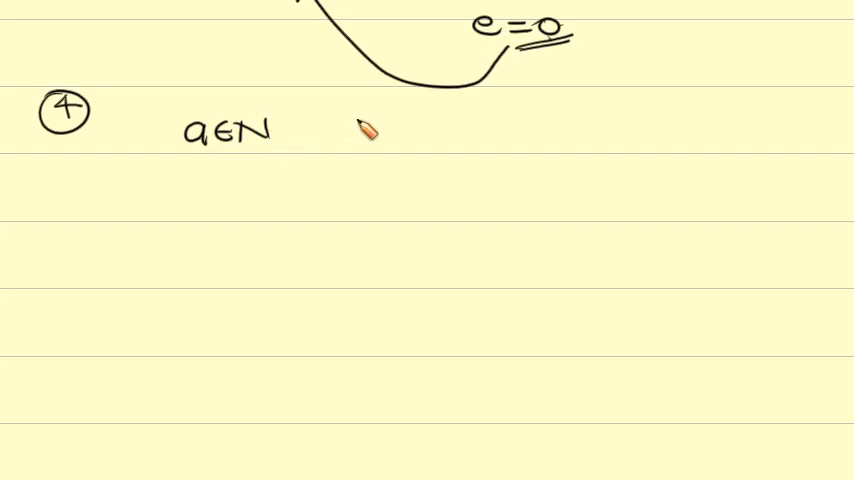 e = 0
④ a ∈ N